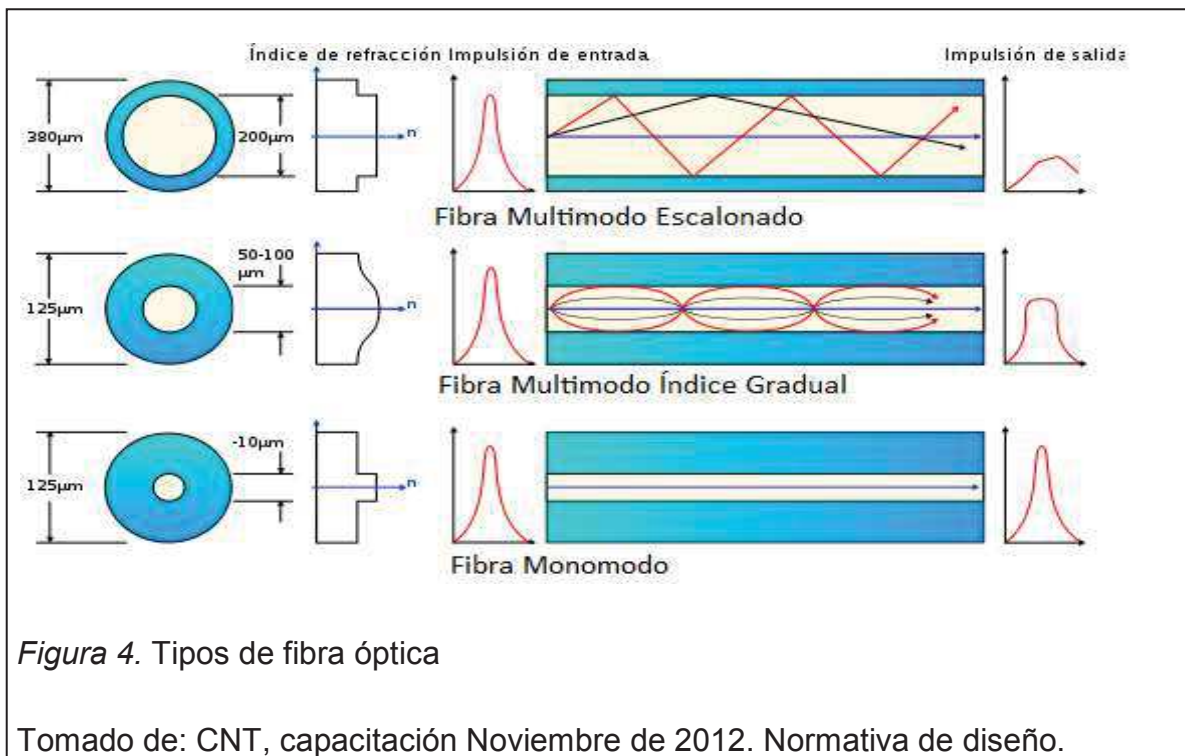 Índice de refracción Impulsión de entrada Impulsión de salida
380µm 200µm n
Fibra Multimodo Escalonado
50-100
µm
125µm n
Fibra Multimodo Índice Gradual
-10µm
125µm n
Fibra Monomodo
Figura 4. Tipos de fibra óptica
Tomado de: CNT, capacitación Noviembre de 2012. Normativa de diseño.